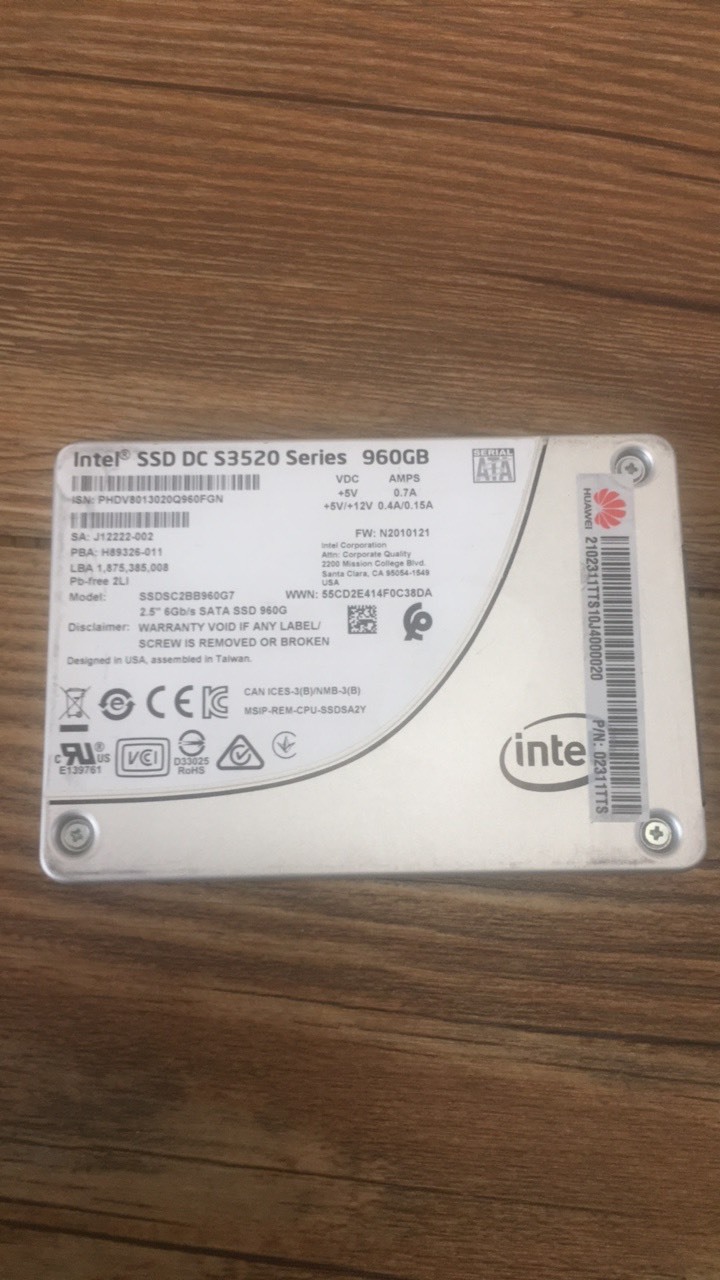 Intel® SSD DC S3520 Series 960GB
SERIAL
ATA
ISN: PHDV8013020Q960FGN
VDC AMPS
+5V 0.7A
+5V/+12V 0.4A/0.15A
SA: J12222-002
PBA: H89326-011
LBA 1,875,385,008
Pb-free 2LI
FW: N2010121
Intel Corporation
Attn: Corporate Quality
2200 Mission College Blvd.
Santa Clara, CA 95054-1549
USA
Model: SSDSC2BB960G7
2.5" 6Gb/s SATA SSD 960G
WWN: 55CD2E414F0C38DA
Disclaimer: WARRANTY VOID IF ANY LABEL/
SCREW IS REMOVED OR BROKEN
Designed in USA, assembled in Taiwan.
CAN ICES-3(B)/NMB-3(B)
MSIP-REM-CPU-SSDSA2Y
c UR® US
E139761
VCI
D33025
RoHS
inte
HUAWEI
2102311TTS10J4000020 P/N: 02311TTS